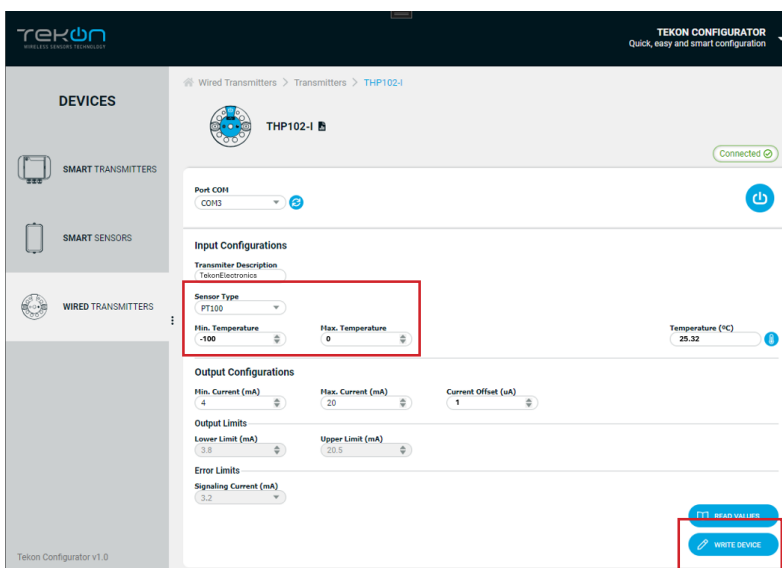 Tekon
WIRELESS SENSORS TECHNOLOGY
TEKON CONFIGURATOR
Quick, easy and smart configuration
DEVICES
SMART TRANSMITTERS
SMART SENSORS
WIRED TRANSMITTERS
Tekon Configurator v1.0
Wired Transmitters > Transmitters > THP102-I
THP102-I
Connected
Port COM
COM3
Input Configurations
Transmiter Description
TekonElectronics
Sensor Type
PT100
Min. Temperature Max. Temperature Temperature (ºC)
-100 0 25.32
Output Configurations
Min. Current (mA) Max. Current (mA) Current Offset (uA)
4 20 1
Output Limits
Lower Limit (mA) Upper Limit (mA)
3.8 20.5
Error Limits
Signaling Current (mA)
3.2
READ VALUES
WRITE DEVICE